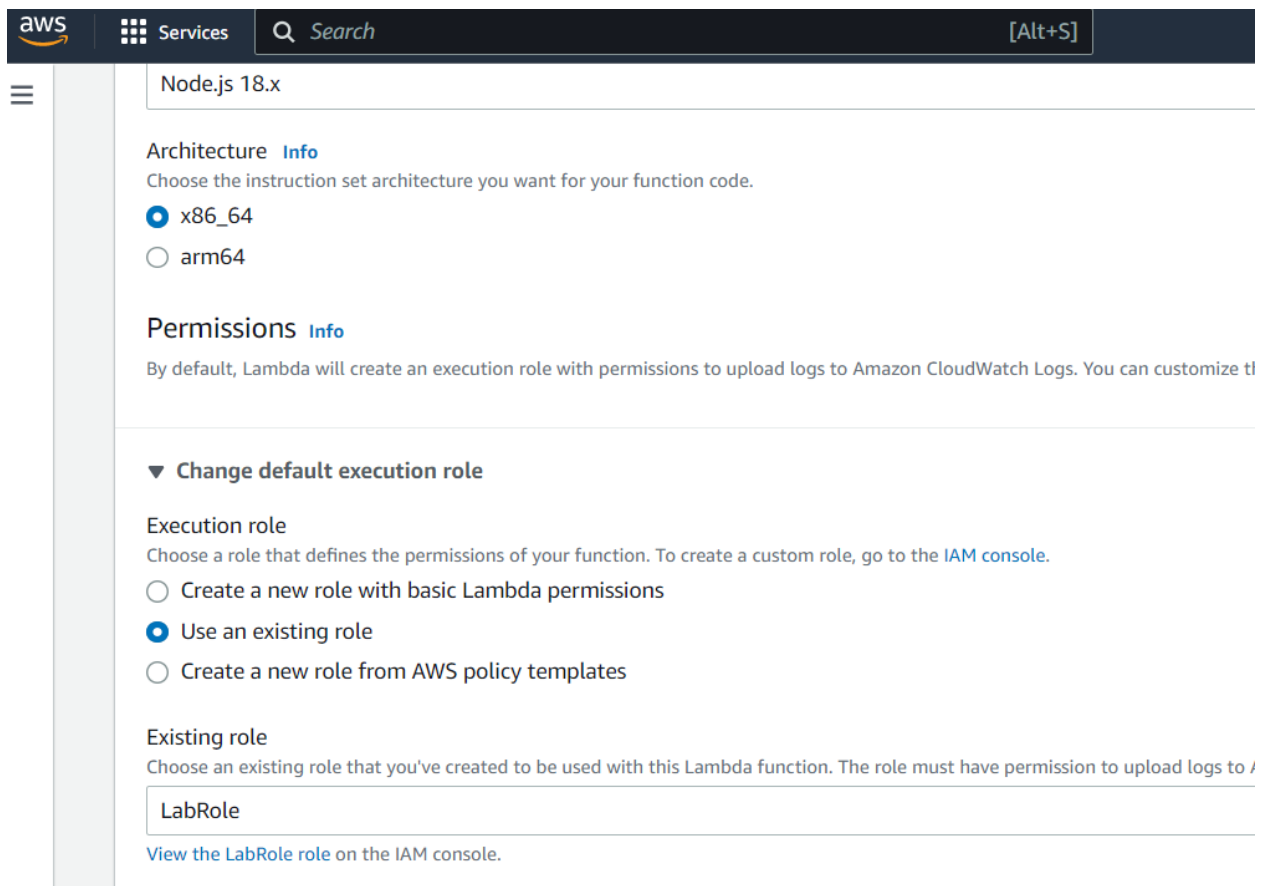 aws
Services
Search
[Alt+S]
Node.js 18.x
Architecture Info
Choose the instruction set architecture you want for your function code.
x86_64
arm64
Permissions Info
By default, Lambda will create an execution role with permissions to upload logs to Amazon CloudWatch Logs. You can customize
Change default execution role
Execution role
Choose a role that defines the permissions of your function. To create a custom role, go to the IAM console.
Create a new role with basic Lambda permissions
Use an existing role
Create a new role from AWS policy templates
Existing role
Choose an existing role that you've created to be used with this Lambda function. The role must have permission to upload logs to
LabRole
View the LabRole role on the IAM console.